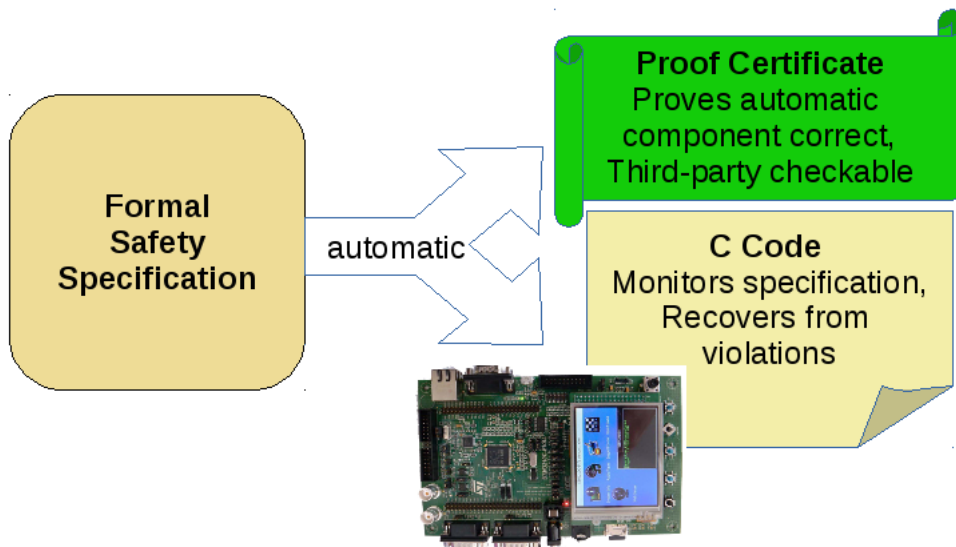 Formal
Safety
Specification
automatic
Proof Certificate
Proves automatic
component correct,
Third-party checkable
C Code
Monitors specification,
Recovers from
violations